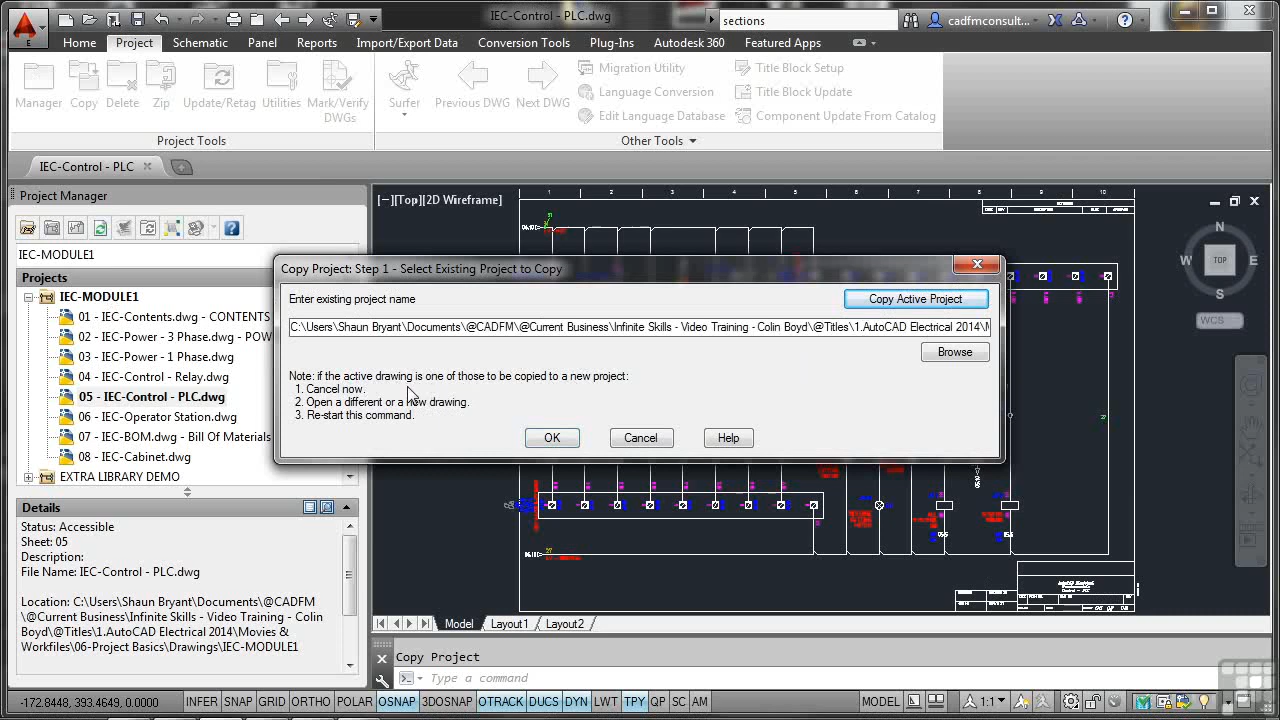 IEC-Control - PLC.dwg
sections
cadfmconsult...
Home Project Schematic Panel Reports Import/Export Data Conversion Tools Plug-Ins Autodesk 360 Featured Apps
Manager Copy Delete Zip Update/Retag Utilities Mark/Verify DWGs
Surfer Previous DWG Next DWG
Migration Utility
Language Conversion
Edit Language Database
Title Block Setup
Title Block Update
Component Update From Catalog
Project Tools
Other Tools
IEC-Control - PLC
Project Manager
IEC-MODULE1
Projects
IEC-MODULE1
01 - IEC-Contents.dwg - CONTENTS
02 - IEC-Power - 3 Phase.dwg - POW
03 - IEC-Power - 1 Phase.dwg
04 - IEC-Control - Relay.dwg
05 - IEC-Control - PLC.dwg
06 - IEC-Operator Station.dwg
07 - IEC-BOM.dwg - Bill Of Materials
08 - IEC-Cabinet.dwg
EXTRA LIBRARY DEMO
Details
Status: Accessible
Sheet: 05
Description:
File Name: IEC-Control - PLC.dwg
Location: C:\Users\Shaun Bryant\Documents\@CADFM
\@Current Business\Infinite Skills - Video Training - Colin
Boyd\@Titles\1.AutoCAD Electrical 2014\Movies &
Workfiles\06-Project Basics\Drawings\IEC-MODULE1
[−][Top][2D Wireframe]
1 2 3 4 5 8 9 10
N
W TOP E
S
WCS
Copy Project: Step 1 - Select Existing Project to Copy
Enter existing project name
Copy Active Project
C:\Users\Shaun Bryant\Documents\@CADFM\@Current Business\Infinite Skills - Video Training - Colin Boyd\@Titles\1.AutoCAD Electrical 2014\M
Browse
Note: if the active drawing is one of those to be copied to a new project:
1. Cancel now.
2. Open a different or a new drawing.
3. Re-start this command.
OK Cancel Help
27
27
Model Layout1 Layout2
Copy Project
Type a command
-172.8448, 393.4649, 0.0000
INFER SNAP GRID ORTHO POLAR OSNAP 3DOSNAP OTRACK DUCS DYN LWT TPY QP SC AM
MODEL
1:1